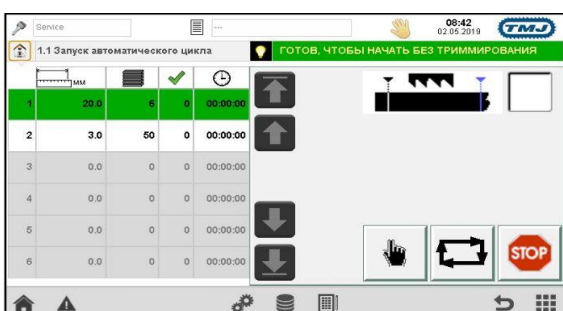 Service
---
08:42
02.05.2019
TMJ
1.1 Запуск автоматического цикла
ГОТОВ, ЧТОБЫ НАЧАТЬ БЕЗ ТРИММИРОВАНИЯ
мм
1 20.0 6 0 00:00:00
2 3.0 50 0 00:00:00
3 0.0 0 0 00:00:00
4 0.0 0 0 00:00:00
5 0.0 0 0 00:00:00
6 0.0 0 0 00:00:00
STOP